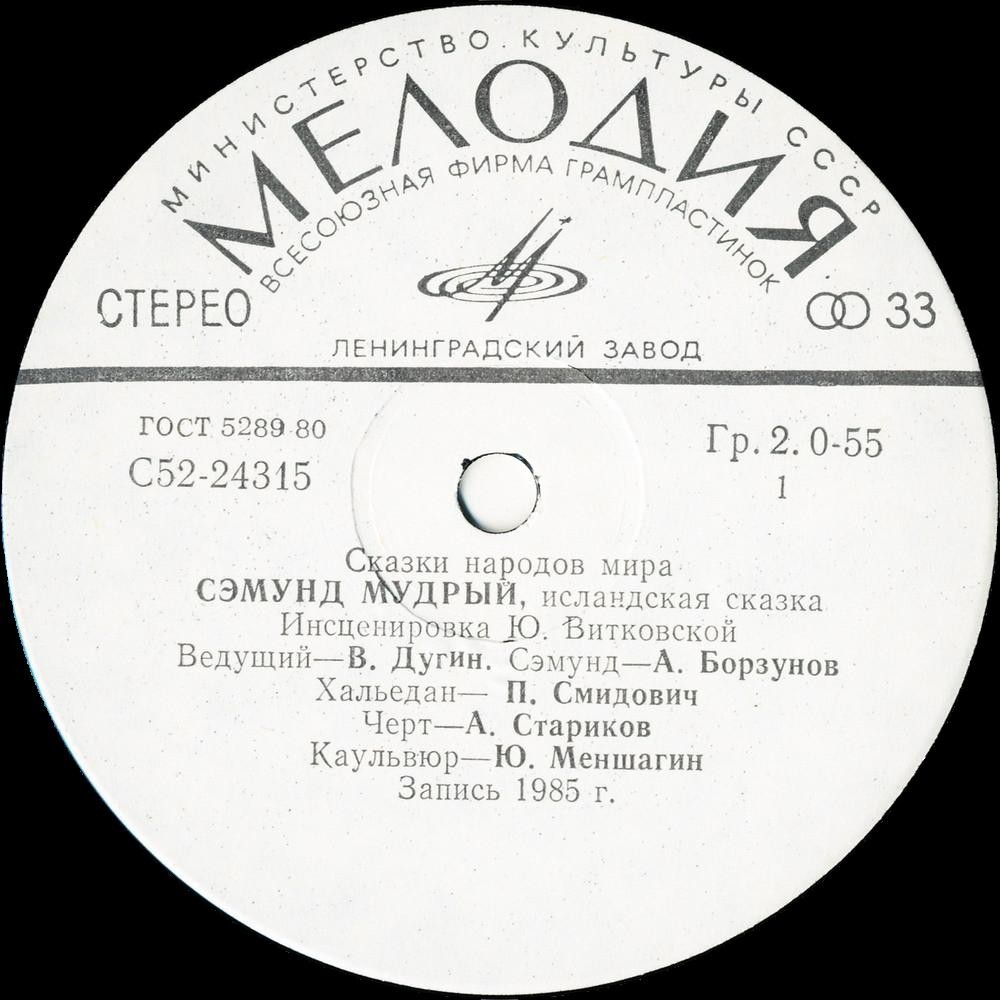 МИНИСТЕРСТВО КУЛЬТУРЫ СССР
МЕЛОДИЯ
ВСЕСОЮЗНАЯ ФИРМА ГРАМПЛАСТИНОК
СТЕРЕО
33
ЛЕНИНГРАДСКИЙ ЗАВОД
ГОСТ 5289-80
Гр. 2. 0-55
С52-24315
1
Сказки народов мира
СЭМУНД МУДРЫЙ, исландская сказка
Инсценировка Ю. Витковской
Ведущий—В. Дугин. Сэмунд—А. Борзунов
Хальедан— П. Смидович
Черт—А. Стариков
Каульвюр—Ю. Меншагин
Запись 1985 г.